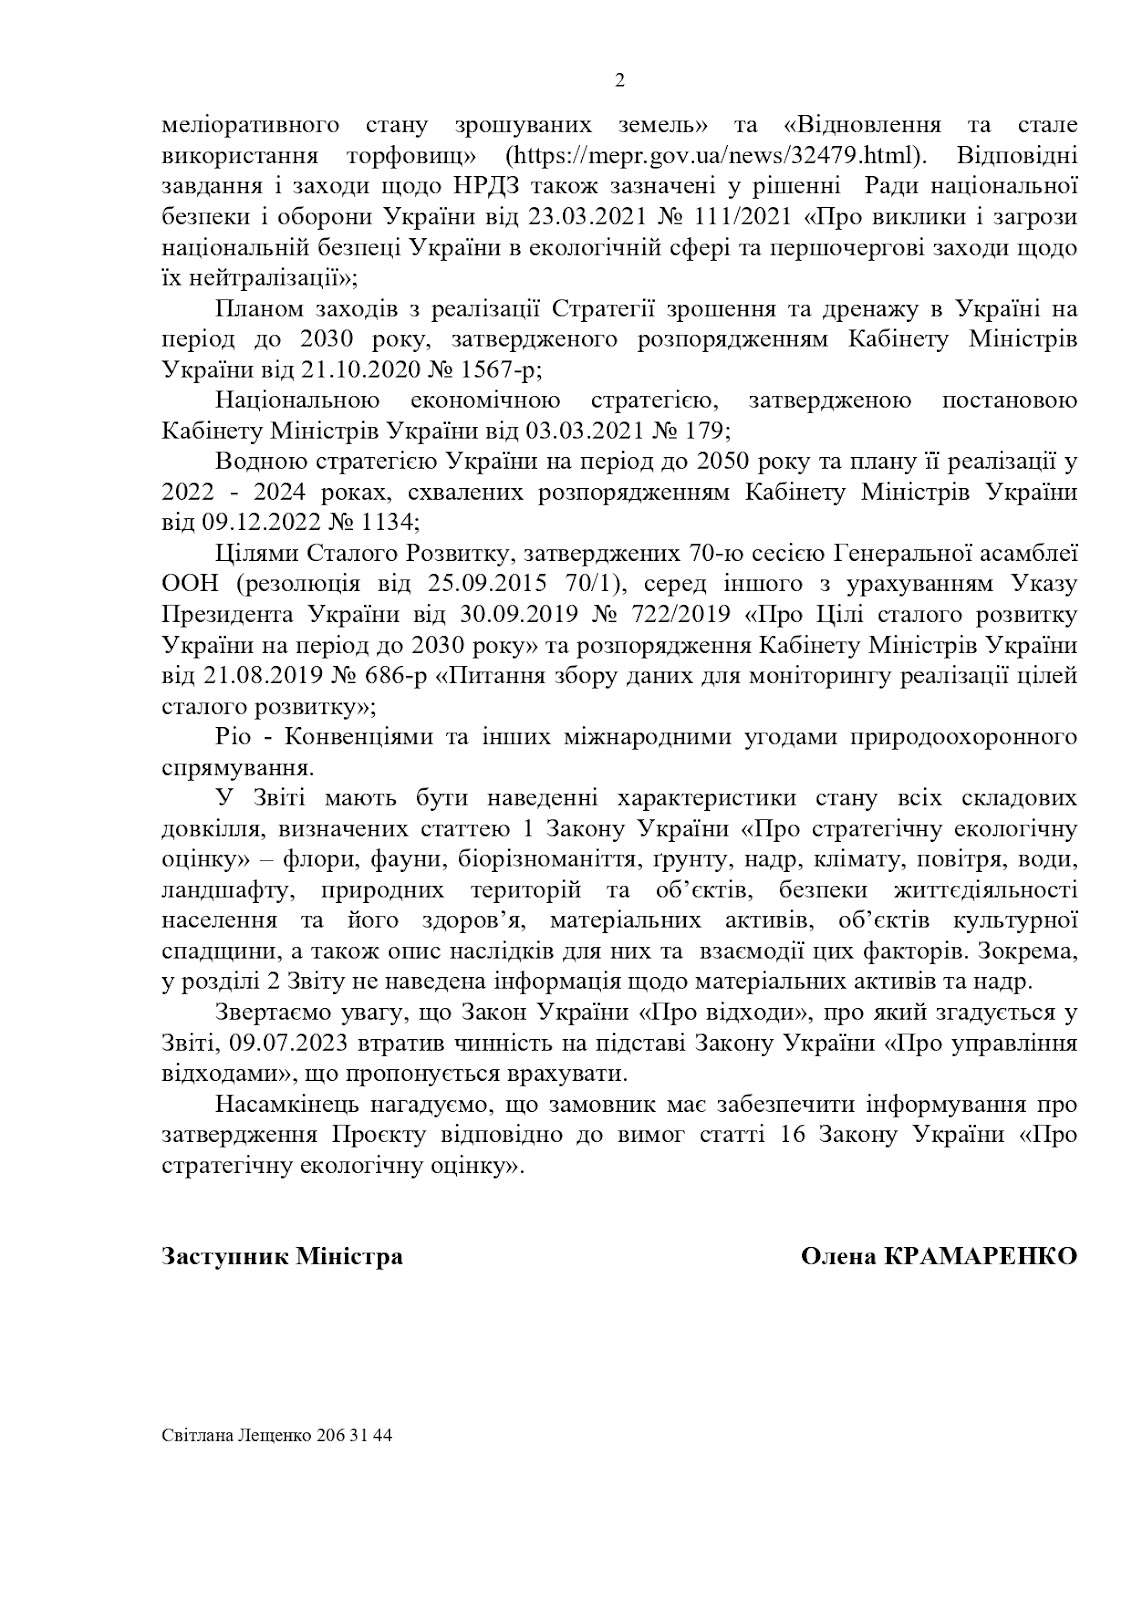 2
меліоративного стану зрошуваних земель» та «Відновлення та стале
використання торфовищ» (https://mepr.gov.ua/news/32479.html). Відповідні
завдання і заходи щодо НРДЗ також зазначені у рішенні Ради національної
безпеки і оборони України від 23.03.2021 № 111/2021 «Про виклики і загрози
національній безпеці України в екологічній сфері та першочергові заходи щодо
їх нейтралізації»;
Планом заходів з реалізації Стратегії зрошення та дренажу в Україні на
період до 2030 року, затвердженого розпорядженням Кабінету Міністрів
України від 21.10.2020 № 1567-р;
Національною економічною стратегією, затвердженою постановою
Кабінету Міністрів України від 03.03.2021 № 179;
Водною стратегією України на період до 2050 року та плану її реалізації у
2022 - 2024 роках, схвалених розпорядженням Кабінету Міністрів України
від 09.12.2022 № 1134;
Цілями Сталого Розвитку, затверджених 70-ю сесією Генеральної асамблеї
ООН (резолюція від 25.09.2015 70/1), серед іншого з урахуванням Указу
Президента України від 30.09.2019 № 722/2019 «Про Цілі сталого розвитку
України на період до 2030 року» та розпорядження Кабінету Міністрів України
від 21.08.2019 № 686-р «Питання збору даних для моніторингу реалізації цілей
сталого розвитку»;
Ріо - Конвенціями та інших міжнародними угодами природоохоронного
спрямування.
У Звіті мають бути наведенні характеристики стану всіх складових
довкілля, визначених статтею 1 Закону України «Про стратегічну екологічну
оцінку» – флори, фауни, біорізноманіття, ґрунту, надр, клімату, повітря, води,
ландшафту, природних територій та об’єктів, безпеки життєдіяльності
населення та його здоров’я, матеріальних активів, об’єктів культурної
спадщини, а також опис наслідків для них та взаємодії цих факторів. Зокрема,
у розділі 2 Звіту не наведена інформація щодо матеріальних активів та надр.
Звертаємо увагу, що Закон України «Про відходи», про який згадується у
Звіті, 09.07.2023 втратив чинність на підставі Закону України «Про управління
відходами», що пропонується врахувати.
Насамкінець нагадуємо, що замовник має забезпечити інформування про
затвердження Проєкту відповідно до вимог статті 16 Закону України «Про
стратегічну екологічну оцінку».
Заступник Міністра Олена КРАМАРЕНКО
Світлана Лещенко 206 31 44